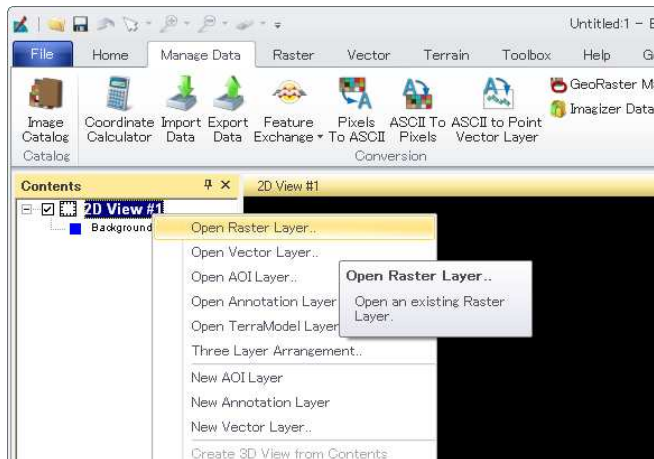 Untitled:1 - E
File Home Manage Data Raster Vector Terrain Toolbox Help G
Image Catalog
Coordinate Calculator
Import Data
Export Data
Feature Exchange
Pixels To ASCII
ASCII To Pixels
ASCII to Point Vector Layer
GeoRaster M
Imagizer Data
Catalog
Conversion
Contents
2D View #1
2D View #1
Background
Open Raster Layer..
Open Vector Layer..
Open AOI Layer..
Open Annotation Layer
Open TerraModel Layer
Three Layer Arrangement..
New AOI Layer
New Annotation Layer
New Vector Layer..
Create 3D View from Contents
Open Raster Layer..
Open an existing Raster
Layer.